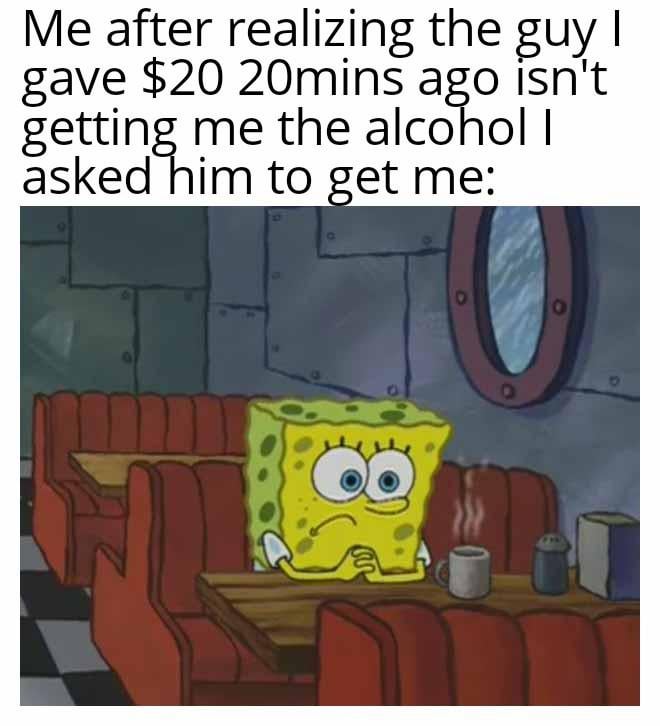 Me after realizing the guy I
gave $20 20mins ago isn't
getting me the alcohol I
asked him to get me: